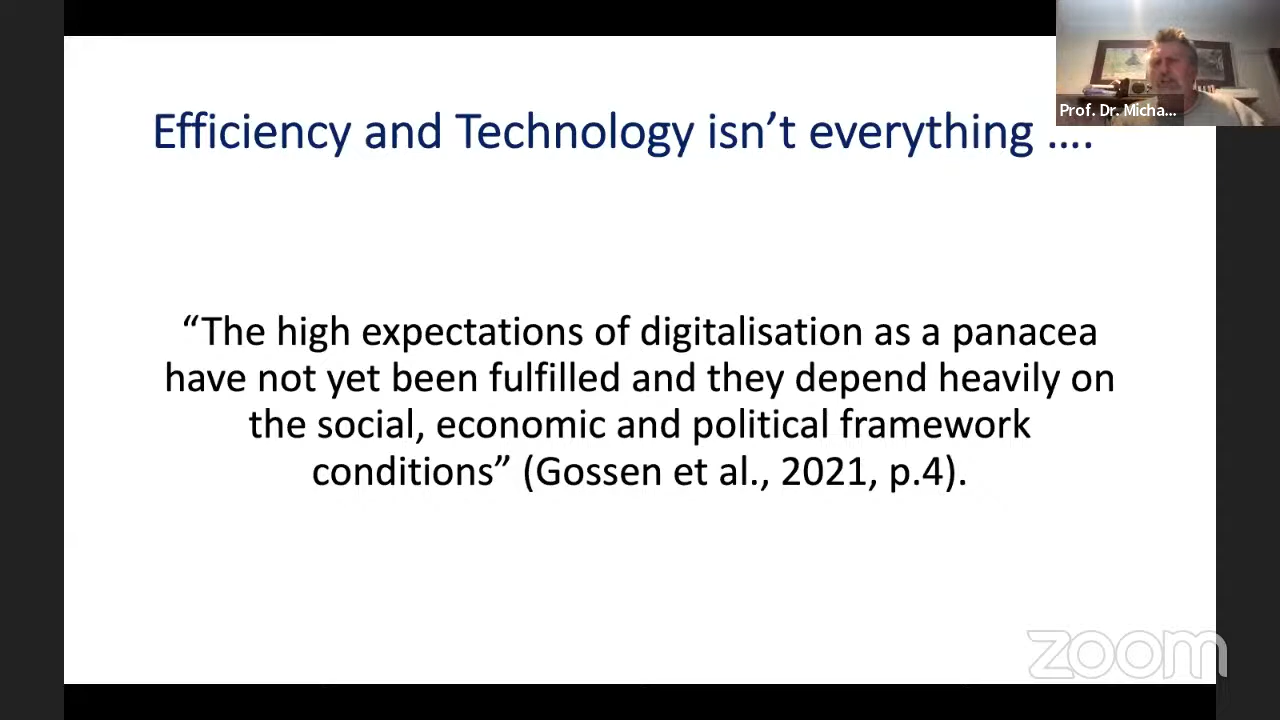 Prof. Dr. Micha...
Efficiency and Technology isn’t everything ....
“The high expectations of digitalisation as a panacea
have not yet been fulfilled and they depend heavily on
the social, economic and political framework
conditions” (Gossen et al., 2021, p.4).
zoom